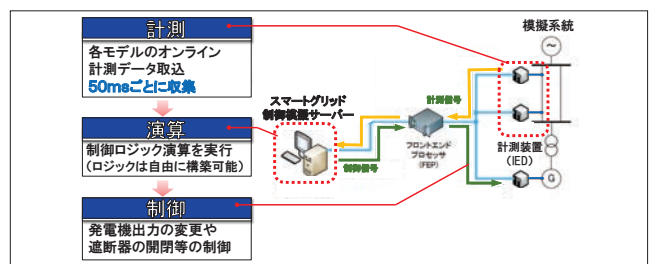 計測
各モデルのオンライン
計測データ取込
50msごとに収集
演算
制御ロジック演算を実行
(ロジックは自由に構築可能)
制御
発電機出力の変更や
遮断器の開閉等の制御
スマートグリッド
制御模擬サーバー
計測信号
制御信号
フロントエンド
プロセッサ
(FEP)
模擬系統
計測装置
(IED)
G